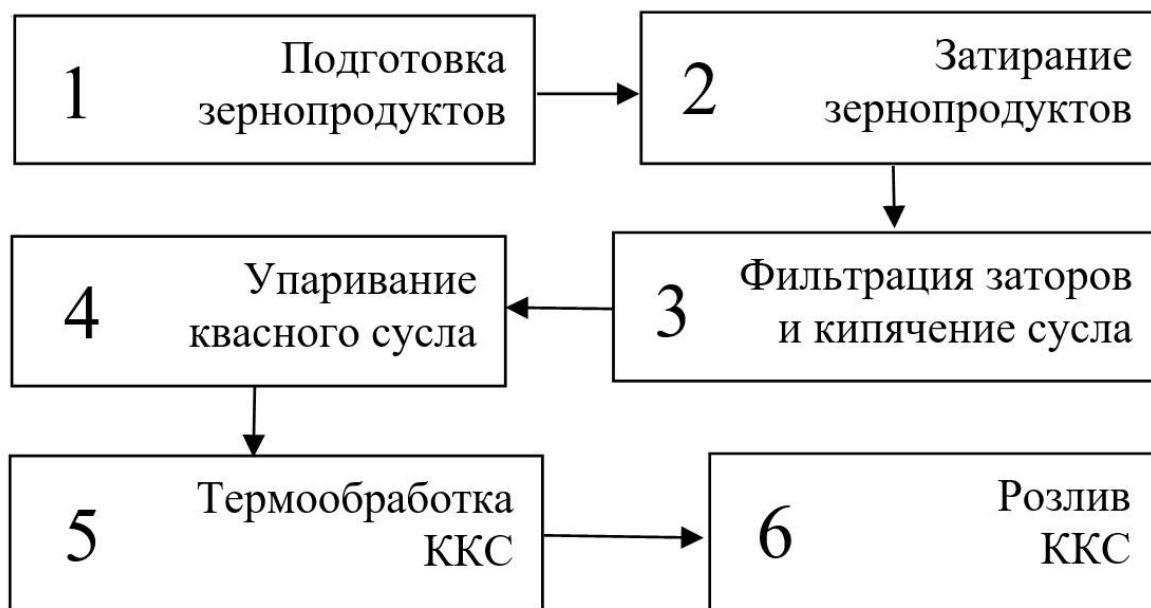 1
Подготовка
зернопродуктов
2
Затирание
зернопродуктов
3
Фильтрация заторов
и кипячение сусла
4
Упаривание
квасного сусла
5
Термообработка
ККС
6
Розлив
ККС